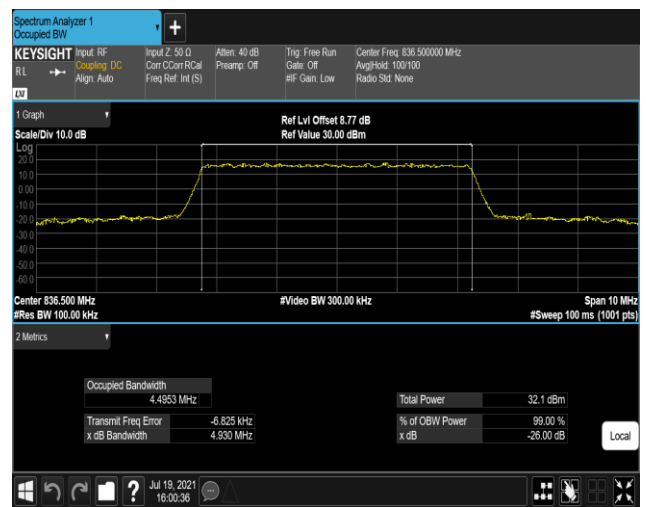 Spectrum Analyzer 1
Occupied BW
+
KEYSIGHT Input: RF
RL Coupling: DC
Align: Auto
LXI
Input Z: 50 Ω
Corr CCorr RCal
Freq Ref: Int (S)
Atten: 40 dB
Preamp: Off
Trig: Free Run
Gate: Off
#IF Gain: Low
Center Freq: 836.500000 MHz
Avg|Hold: 100/100
Radio Std: None
1 Graph
Scale/Div 10.0 dB
Ref Lvl Offset 8.77 dB
Ref Value 30.00 dBm
Log
20.0
10.0
0.00
-10.0
-20.0
-30.0
-40.0
-50.0
-60.0
Center 836.500 MHz
#Res BW 100.00 kHz
#Video BW 300.00 kHz
Span 10 MHz
#Sweep 100 ms (1001 pts)
2 Metrics
Occupied Bandwidth
4.4953 MHz
Total Power 32.1 dBm
Transmit Freq Error -6.825 kHz
% of OBW Power 99.00 %
x dB Bandwidth 4.930 MHz
x dB -26.00 dB
Local
?
Jul 19, 2021
16:00:36